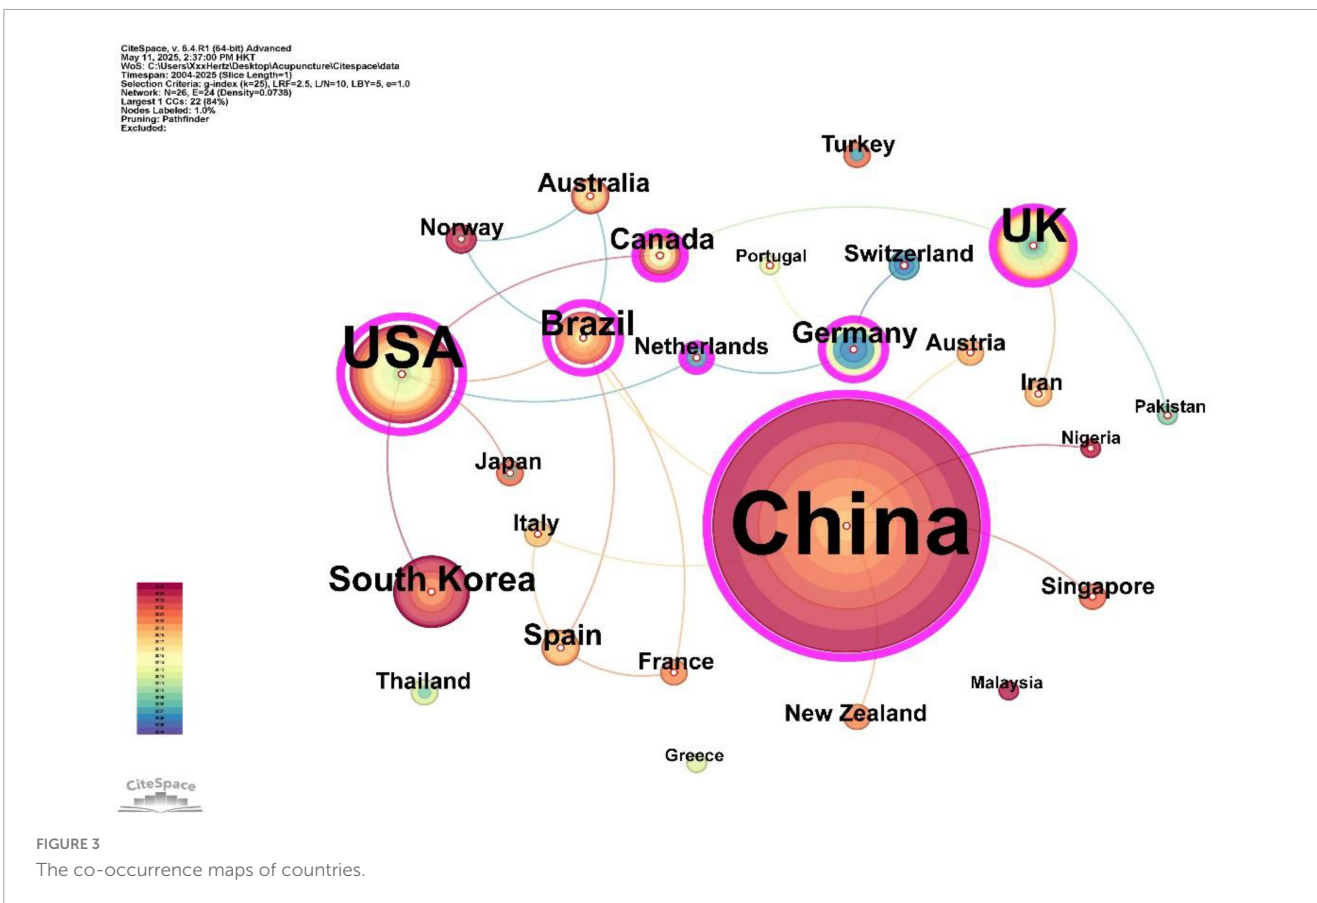 CiteSpace, v. 6.4.R1 (64-bit) Advanced
May 11, 2025, 2:37:00 PM HKT
WoS: C:\Users\XxxHertz\Desktop\Acupuncture\Citespace\data
Timespan: 2004-2025 (Slice Length=1)
Selection Criteria: g-index (k=25), LRF=2.5, L/N=10, LBY=5, e=1.0
Network: N=26, E=24 (Density=0.0738)
Largest 1 CCs: 22 (84%)
Nodes Labeled: 1.0%
Pruning: Pathfinder
Excluded:
Turkey
Australia
Norway
Canada
UK
Portugal
Switzerland
USA
Brazil
Netherlands
Germany
Austria
Iran
Pakistan
Nigeria
Japan
Italy
China
South Korea
Singapore
Spain
France
Thailand
Malaysia
New Zealand
Greece
CiteSpace
FIGURE 3
The co-occurrence maps of countries.